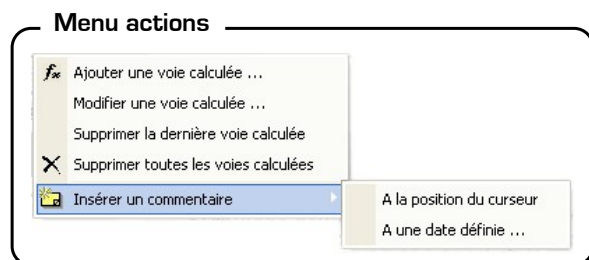 Menu actions
Ajouter une voie calculée ...
Modifier une voie calculée ...
Supprimer la dernière voie calculée
Supprimer toutes les voies calculées
Insérer un commentaire
A la position du curseur
A une date définie ...